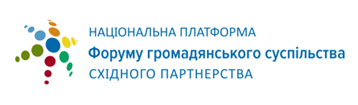 НАЦІОНАЛЬНА ПЛАТФОРМА
Форуму громадянського суспільства
СХІДНОГО ПАРТНЕРСТВА